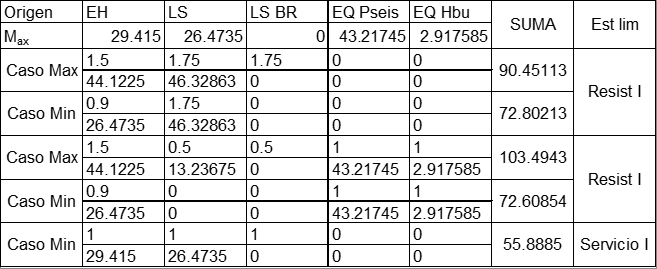 Origen EH LS LS BR EQ Pseis EQ Hbu SUMA Est lim
Max 29.415 26.4735 0 43.21745 2.917585
Caso Max 1.5 1.75 1.75 0 0 90.45113 Resist I
44.1225 46.32863 0 0 0
Caso Min 0.9 1.75 0 0 0 72.80213
26.4735 46.32863 0 0 0
Caso Max 1.5 0.5 0.5 1 1 103.4943 Resist I
44.1225 13.23675 0 43.21745 2.917585
Caso Min 0.9 0 0 1 1 72.60854
26.4735 0 0 43.21745 2.917585
Caso Min 1 1 1 0 0 55.8885 Servicio I
29.415 26.4735 0 0 0